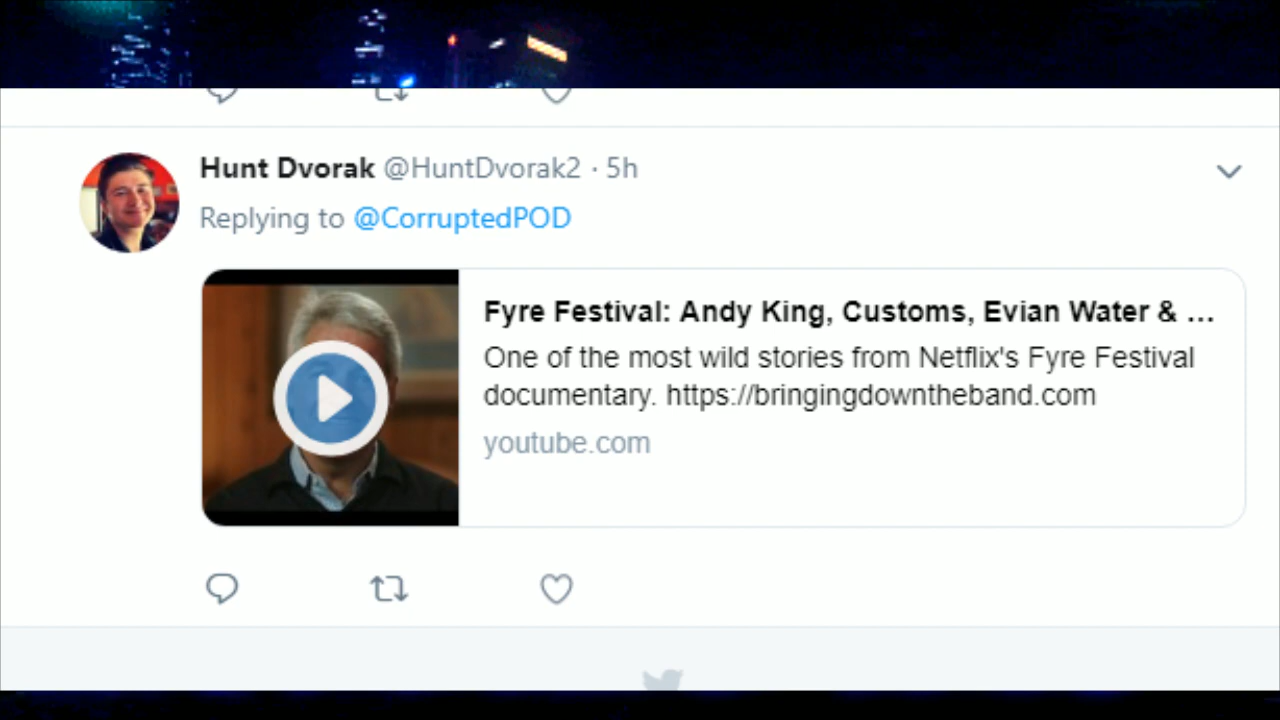 Hunt Dvorak @HuntDvorak2 · 5h
Replying to @CorruptedPOD
Fyre Festival: Andy King, Customs, Evian Water & ...
One of the most wild stories from Netflix's Fyre Festival
documentary. https://bringingdowntheband.com
youtube.com